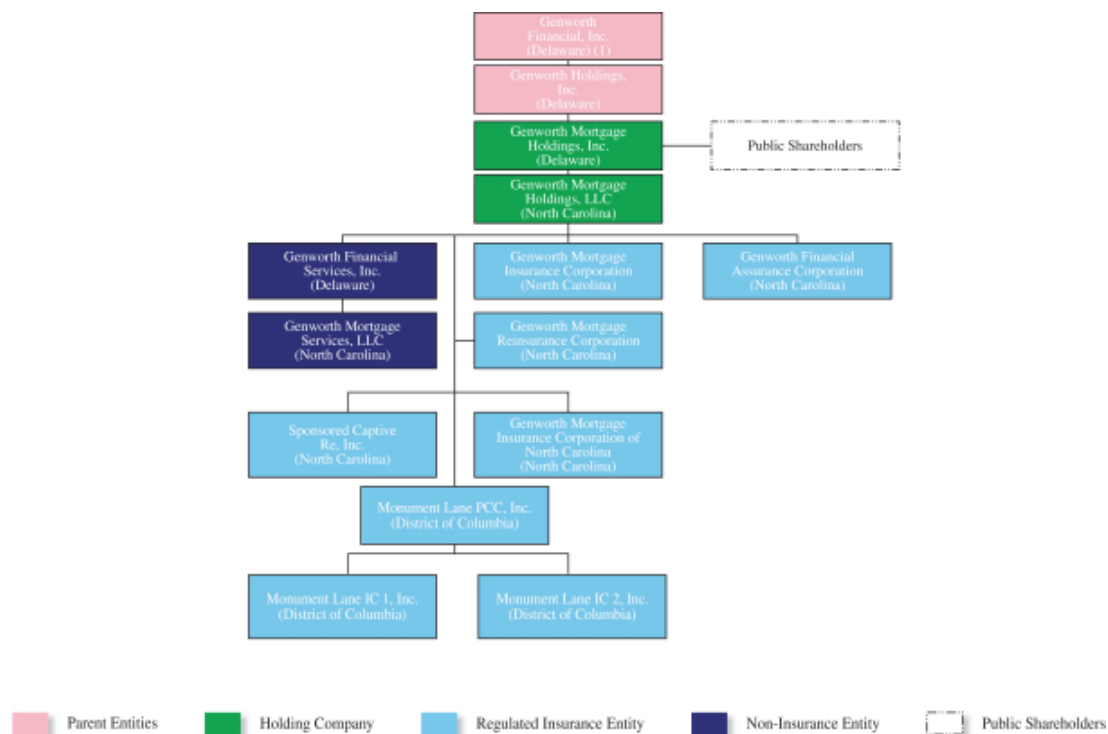 Genworth
Financial, Inc.
(Delaware) (1)
Genworth Holdings,
Inc.
(Delaware)
Genworth Mortgage
Holdings, Inc.
(Delaware)
Public Shareholders
Genworth Mortgage
Holdings, LLC
(North Carolina)
Genworth Financial
Services, Inc.
(Delaware)
Genworth Mortgage
Insurance Corporation
(North Carolina)
Genworth Financial
Assurance Corporation
(North Carolina)
Genworth Mortgage
Services, LLC
(North Carolina)
Genworth Mortgage
Reinsurance Corporation
(North Carolina)
Sponsored Captive
Re, Inc.
(North Carolina)
Genworth Mortgage
Insurance Corporation of
North Carolina
(North Carolina)
Monument Lane PCC, Inc.
(District of Columbia)
Monument Lane IC 1, Inc.
(District of Columbia)
Monument Lane IC 2, Inc.
(District of Columbia)
Parent Entities
Holding Company
Regulated Insurance Entity
Non-Insurance Entity
Public Shareholders